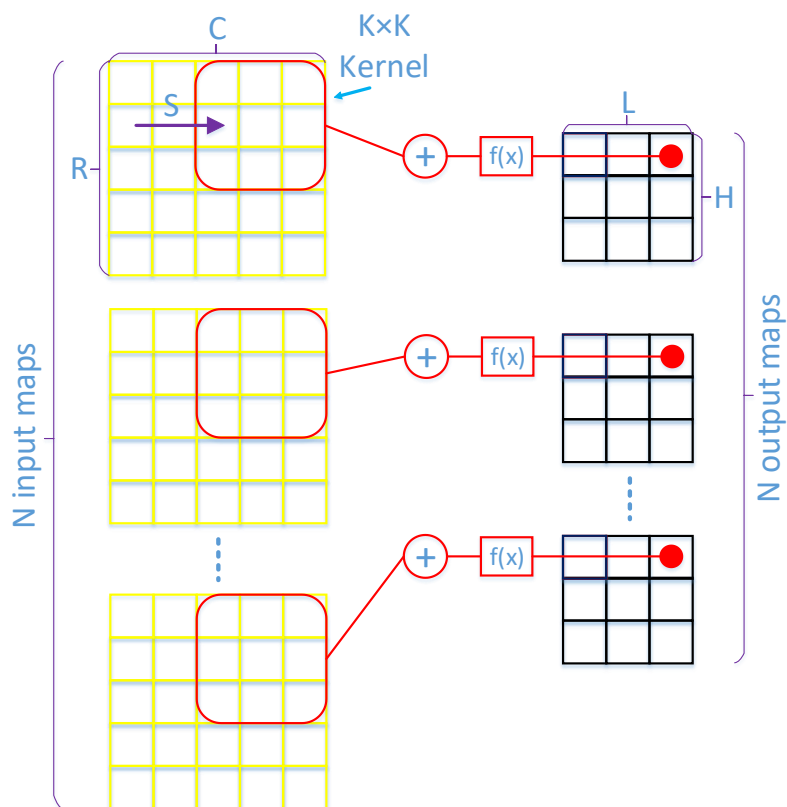 C
K×K
Kernel
S
R
L
H
+
f(x)
+
f(x)
+
f(x)
N input maps
N output maps